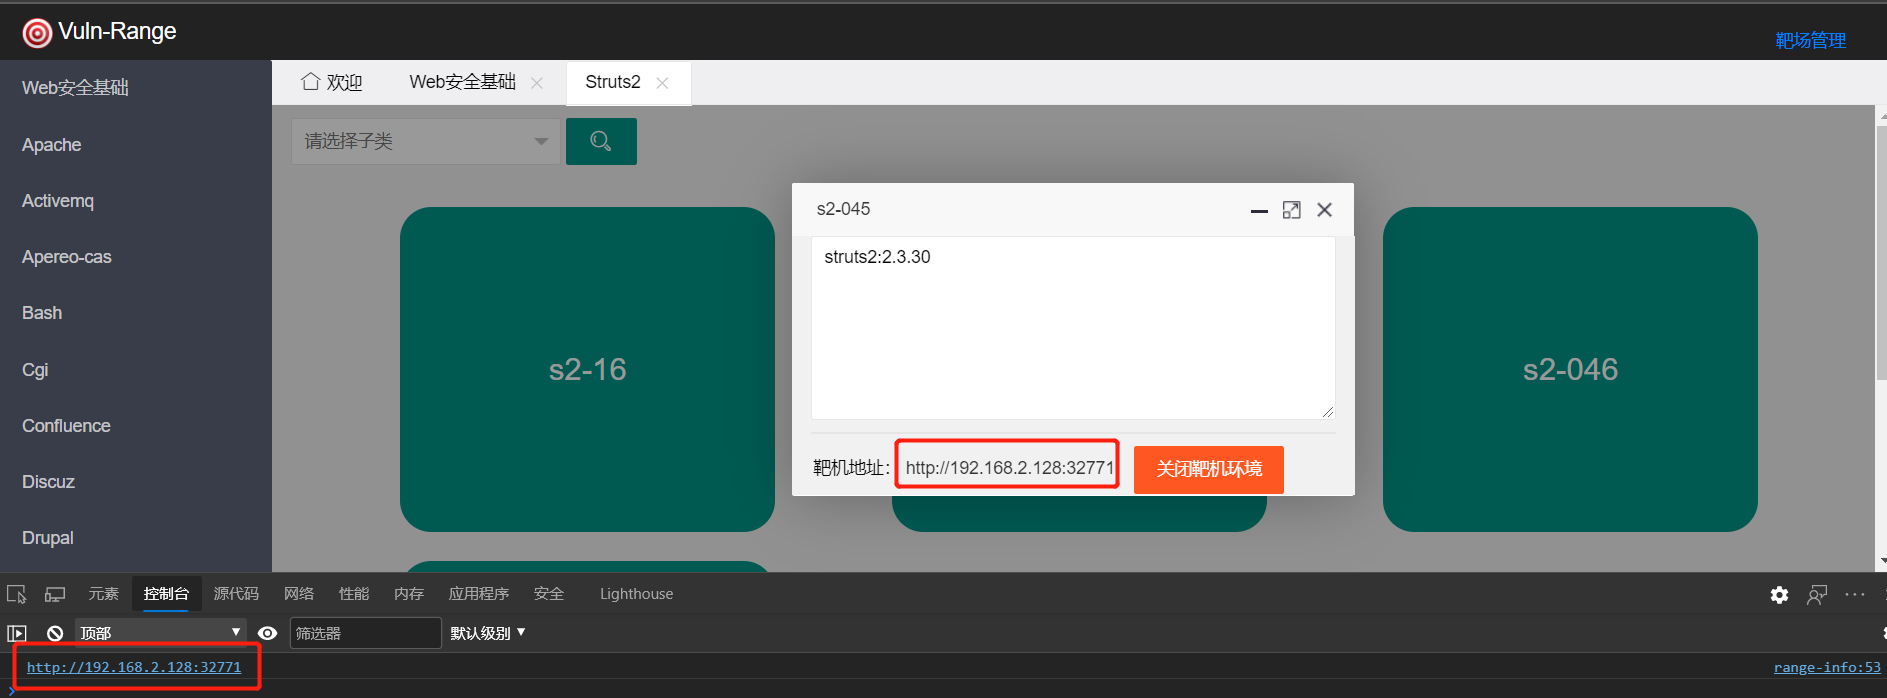 Vuln-Range
靶场管理
Web安全基础
Apache
Activemq
Apereo-cas
Bash
Cgi
Confluence
Discuz
Drupal
欢迎
Web安全基础
Struts2
请选择子类
s2-16
s2-046
s2-045
struts2:2.3.30
靶机地址：
http://192.168.2.128:32771
关闭靶机环境
元素
控制台
源代码
网络
性能
内存
应用程序
安全
Lighthouse
顶部
筛选器
默认级别
http://192.168.2.128:32771
range-info:53